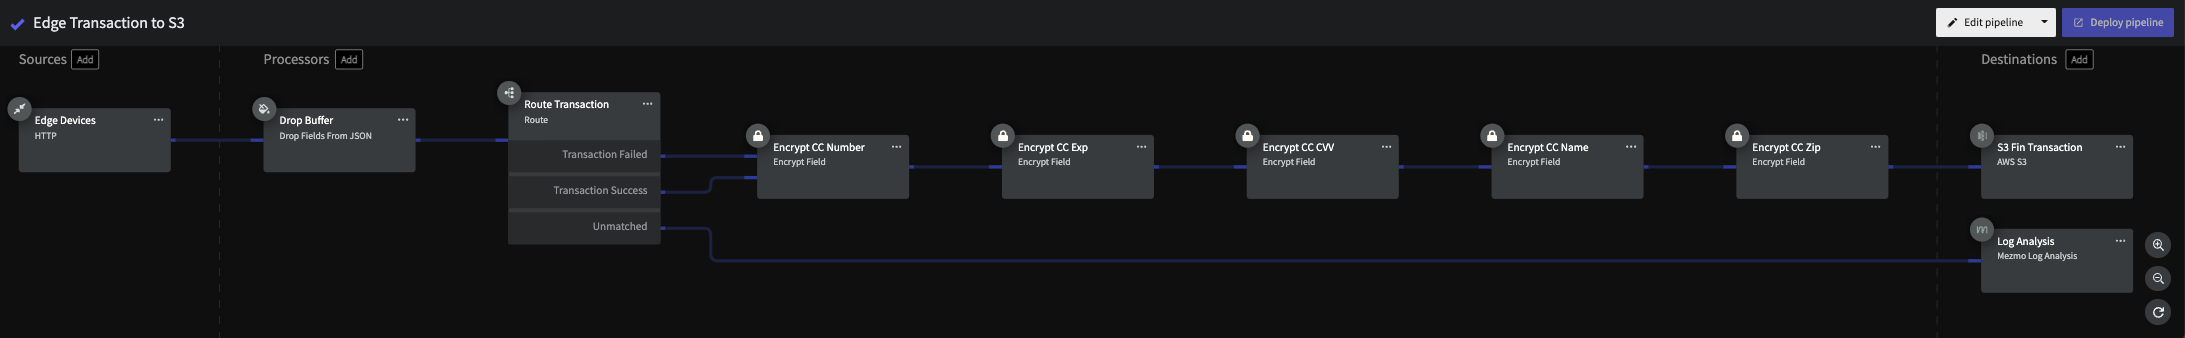 Edge Transaction to S3
Edit pipeline
Deploy pipeline
Sources
Add
Processors
Add
Destinations
Add
Edge Devices
HTTP
Drop Buffer
Drop Fields From JSON
Route Transaction
Route
Transaction Failed
Transaction Success
Unmatched
Encrypt CC Number
Encrypt Field
Encrypt CC Exp
Encrypt Field
Encrypt CC CVV
Encrypt Field
Encrypt CC Name
Encrypt Field
Encrypt CC Zip
Encrypt Field
S3 Fin Transaction
AWS S3
Log Analysis
Mezmo Log Analysis